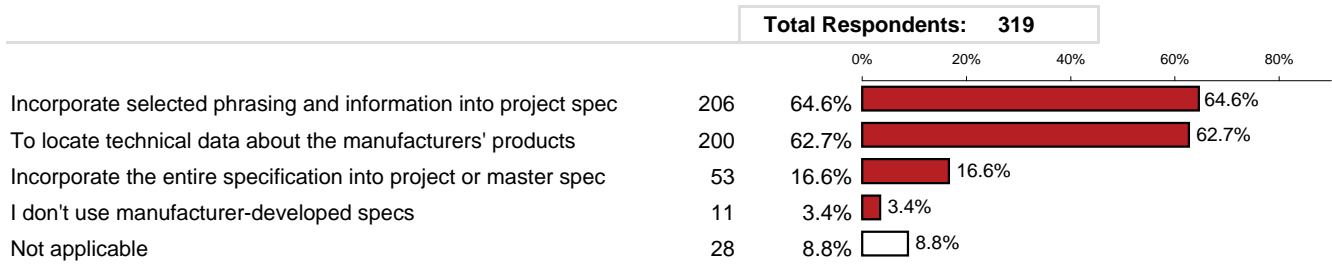 Total Respondents: 319
0% 20% 40% 60% 80%
Incorporate selected phrasing and information into project spec 206 64.6% 64.6%
To locate technical data about the manufacturers' products 200 62.7% 62.7%
Incorporate the entire specification into project or master spec 53 16.6% 16.6%
I don't use manufacturer-developed specs 11 3.4% 3.4%
Not applicable 28 8.8% 8.8%